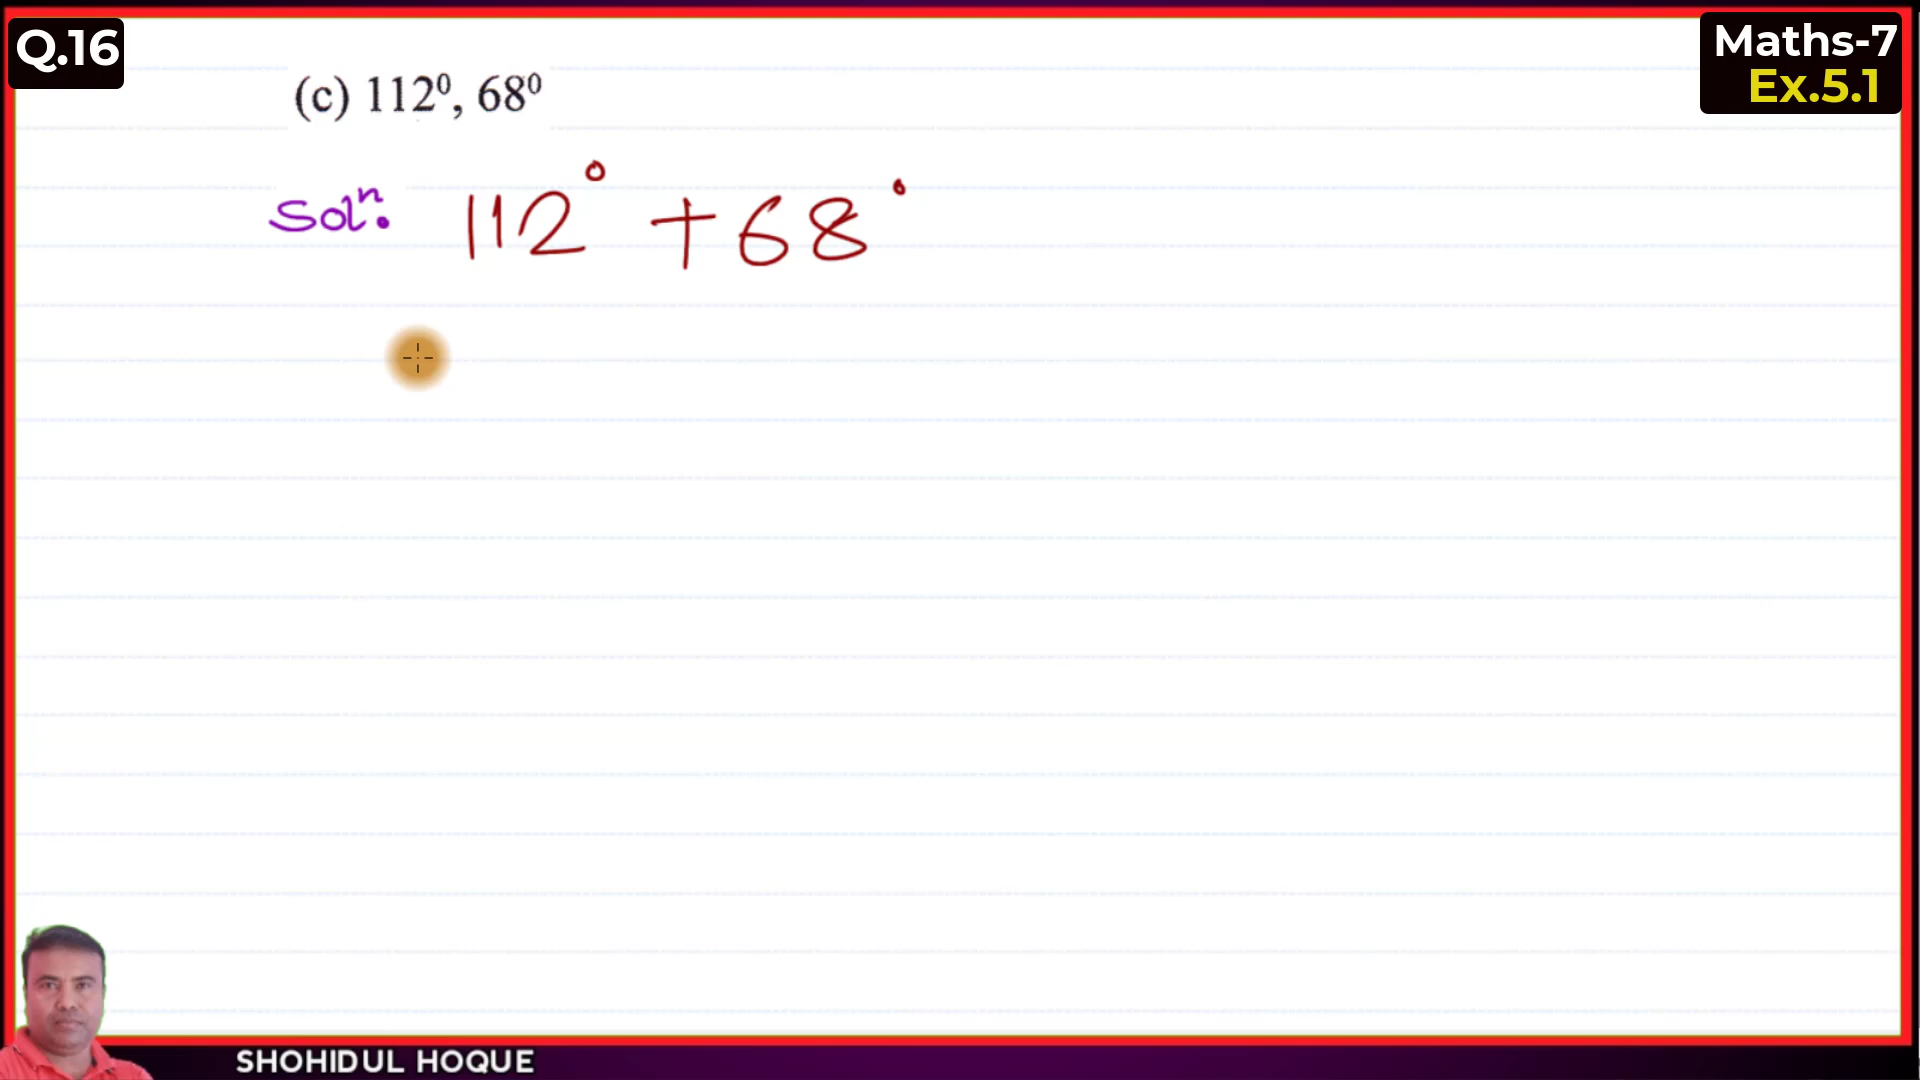 Q.16
Maths-7
Ex.5.1
(c) 112⁰, 68⁰
Solⁿ. 112° + 68°
SHOHIDUL HOQUE